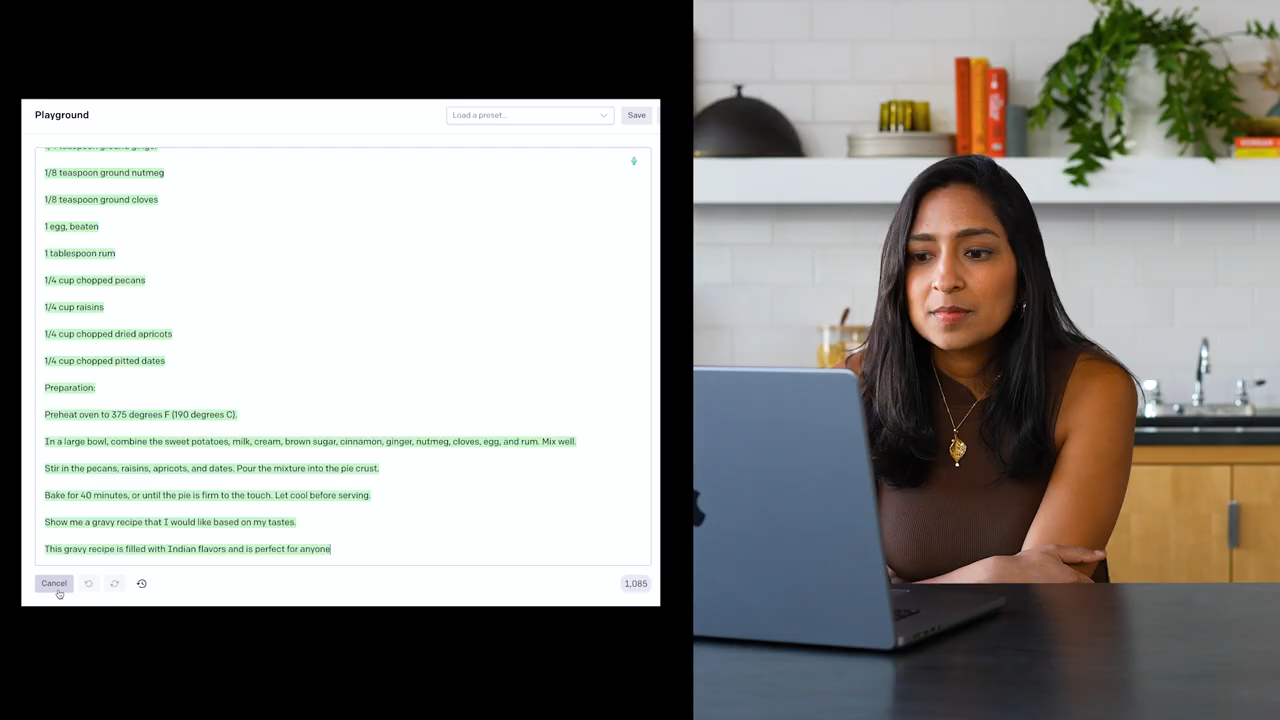 Playground
Load a preset...
Save
teaspoon ground ginger
1/8 teaspoon ground nutmeg
1/8 teaspoon ground cloves
1 egg, beaten
1 tablespoon rum
1/4 cup chopped pecans
1/4 cup raisins
1/4 cup chopped dried apricots
1/4 cup chopped pitted dates
Preparation:
Preheat oven to 375 degrees F (190 degrees C).
In a large bowl, combine the sweet potatoes, milk, cream, brown sugar, cinnamon, ginger, nutmeg, cloves, egg, and rum. Mix well.
Stir in the pecans, raisins, apricots, and dates. Pour the mixture into the pie crust.
Bake for 40 minutes, or until the pie is firm to the touch. Let cool before serving.
Show me a gravy recipe that I would like based on my tastes.
This gravy recipe is filled with Indian flavors and is perfect for anyone
Cancel
1,085